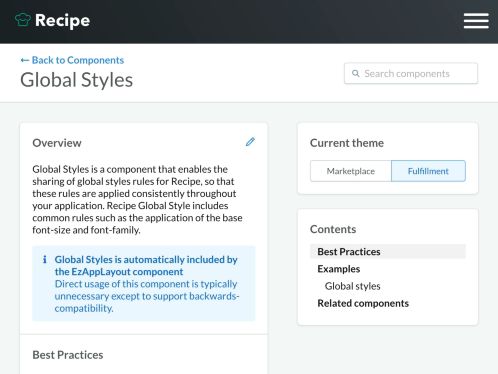 Recipe
← Back to Components
Global Styles
Search components
Overview
Global Styles is a component that enables the
sharing of global styles rules for Recipe, so that
these rules are applied consistently throughout
your application. Recipe Global Style includes
common rules such as the application of the base
font-size and font-family.
Global Styles is automatically included by
the EzAppLayout component
Direct usage of this component is typically
unnecessary except to support backwards-
compatibility.
Best Practices
Current theme
Marketplace
Fulfillment
Contents
Best Practices
Examples
Global styles
Related components